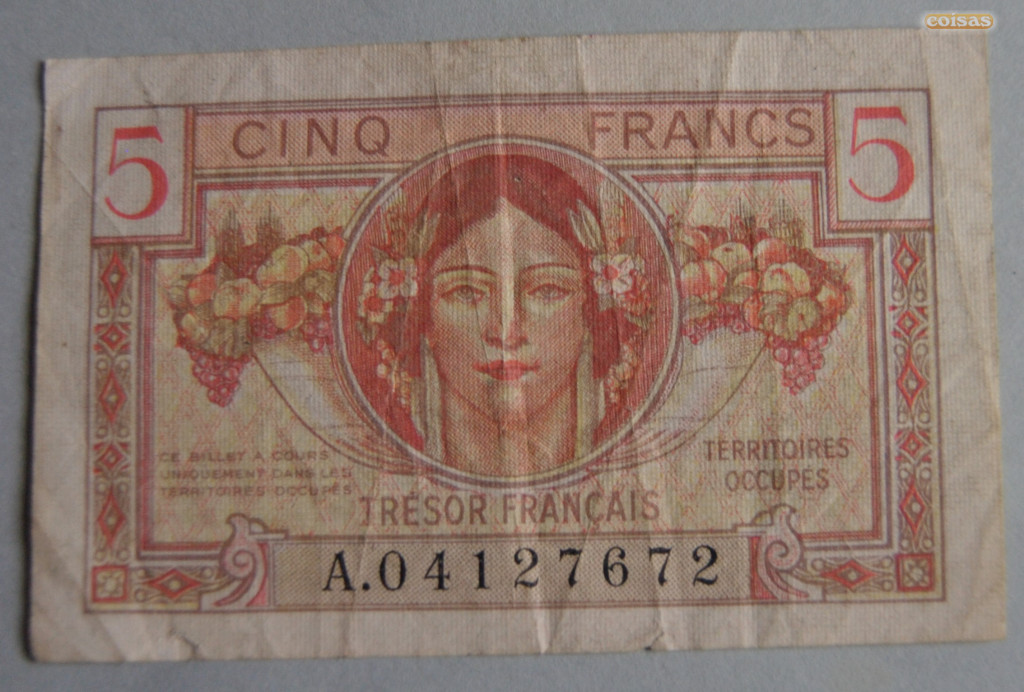 coisas
5 CINQ FRANCS 5
CE BILLET A COURS
UNIQUEMENT DANS LES
TERRITOIRES OCCUPÉS
TERRITOIRES
OCCUPÉS
TRÉSOR FRANÇAIS
A.04127672